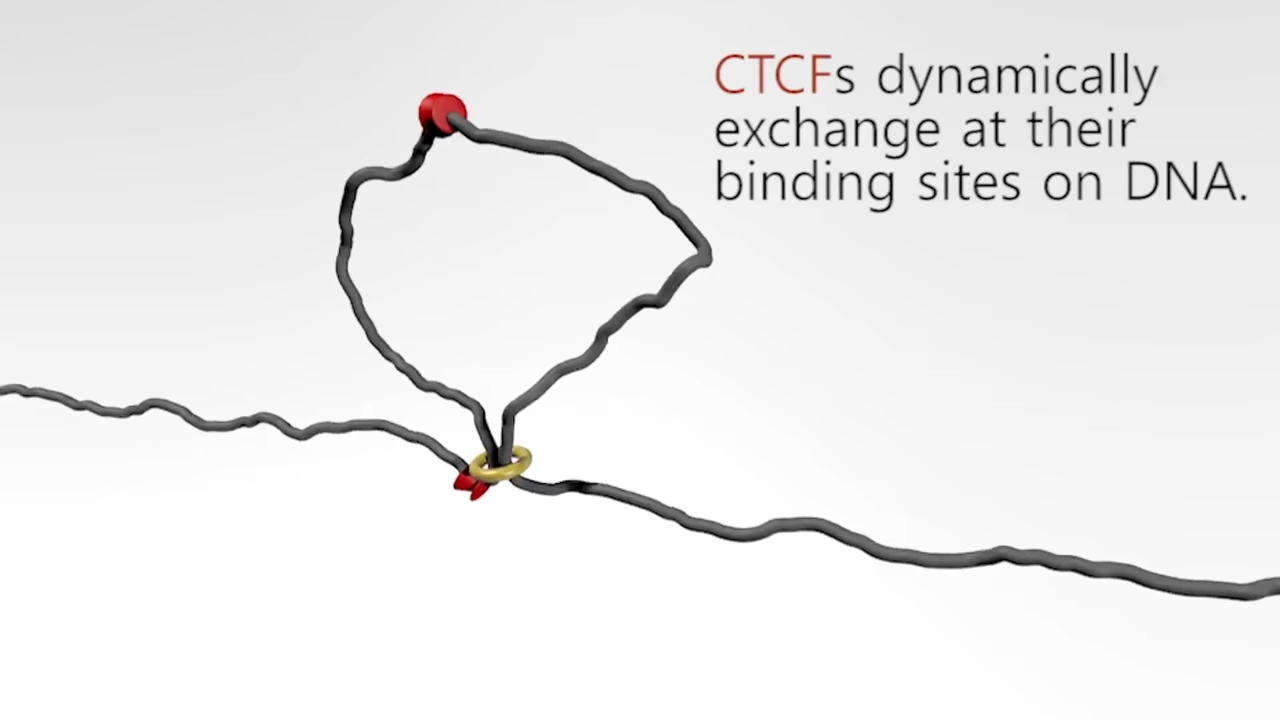 CTCFs dynamically
exchange at their
binding sites on DNA.